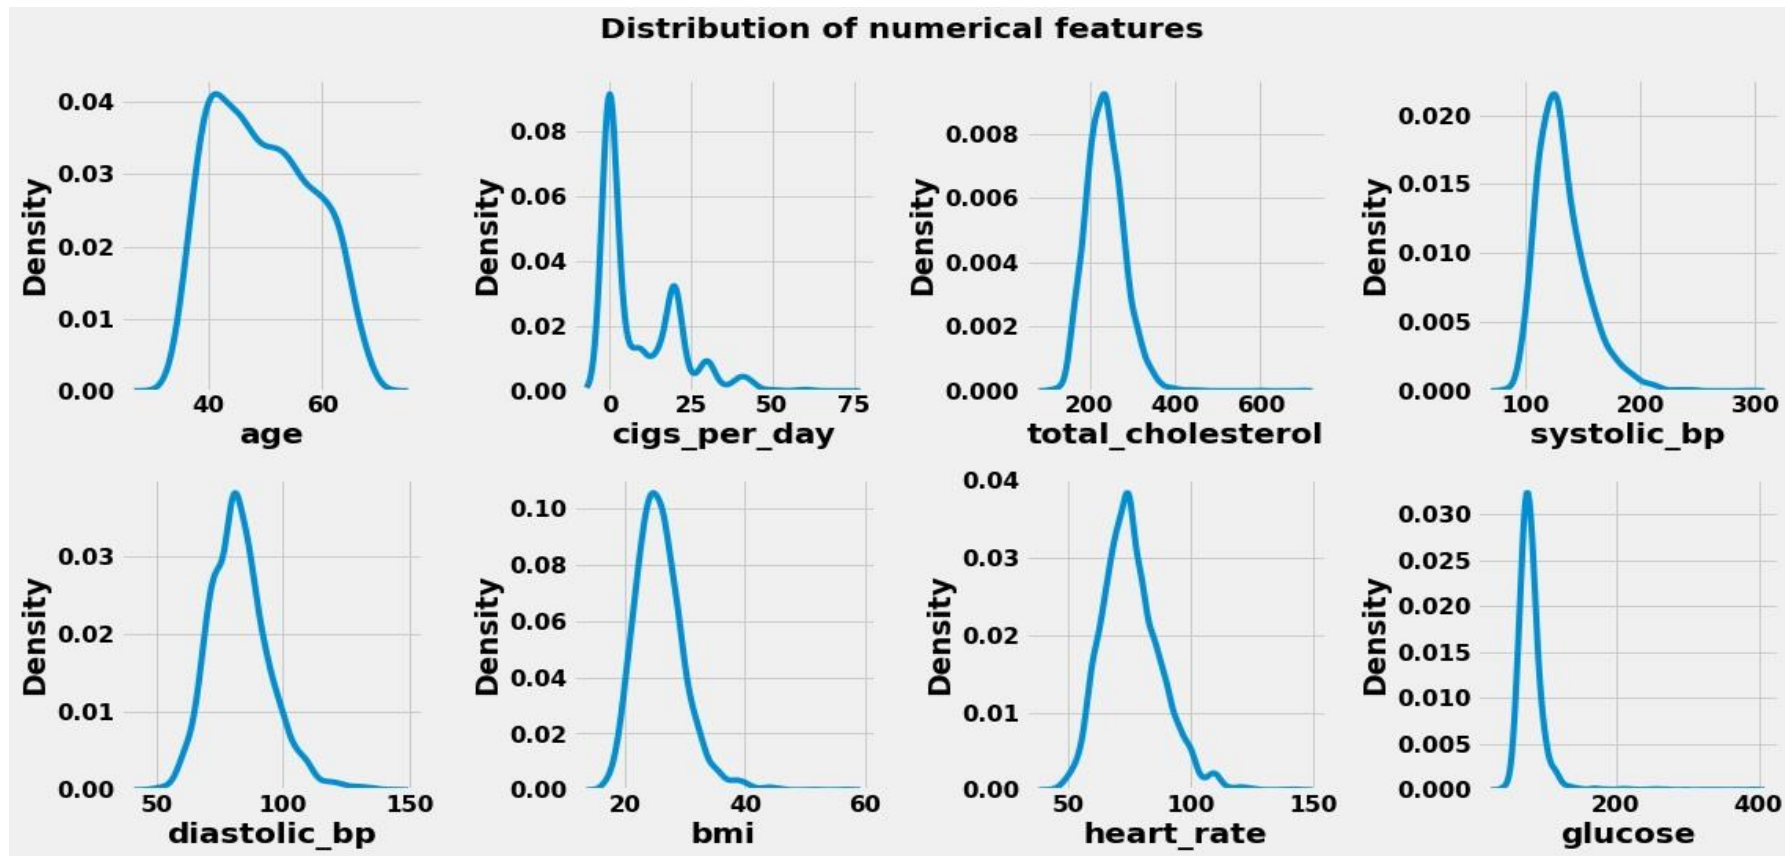 Distribution of numerical features
Density
0.04
0.03
0.02
0.01
0.00
40 60
age
Density
0.08
0.06
0.04
0.02
0.00
0 25 50 75
cigs_per_day
Density
0.008
0.006
0.004
0.002
0.000
200 400 600
total_cholesterol
Density
0.020
0.015
0.010
0.005
0.000
100 200 300
systolic_bp
Density
0.03
0.02
0.01
0.00
50 100 150
diastolic_bp
Density
0.10
0.08
0.06
0.04
0.02
0.00
20 40 60
bmi
Density
0.04
0.03
0.02
0.01
0.00
50 100 150
heart_rate
Density
0.030
0.025
0.020
0.015
0.010
0.005
0.000
200 400
glucose